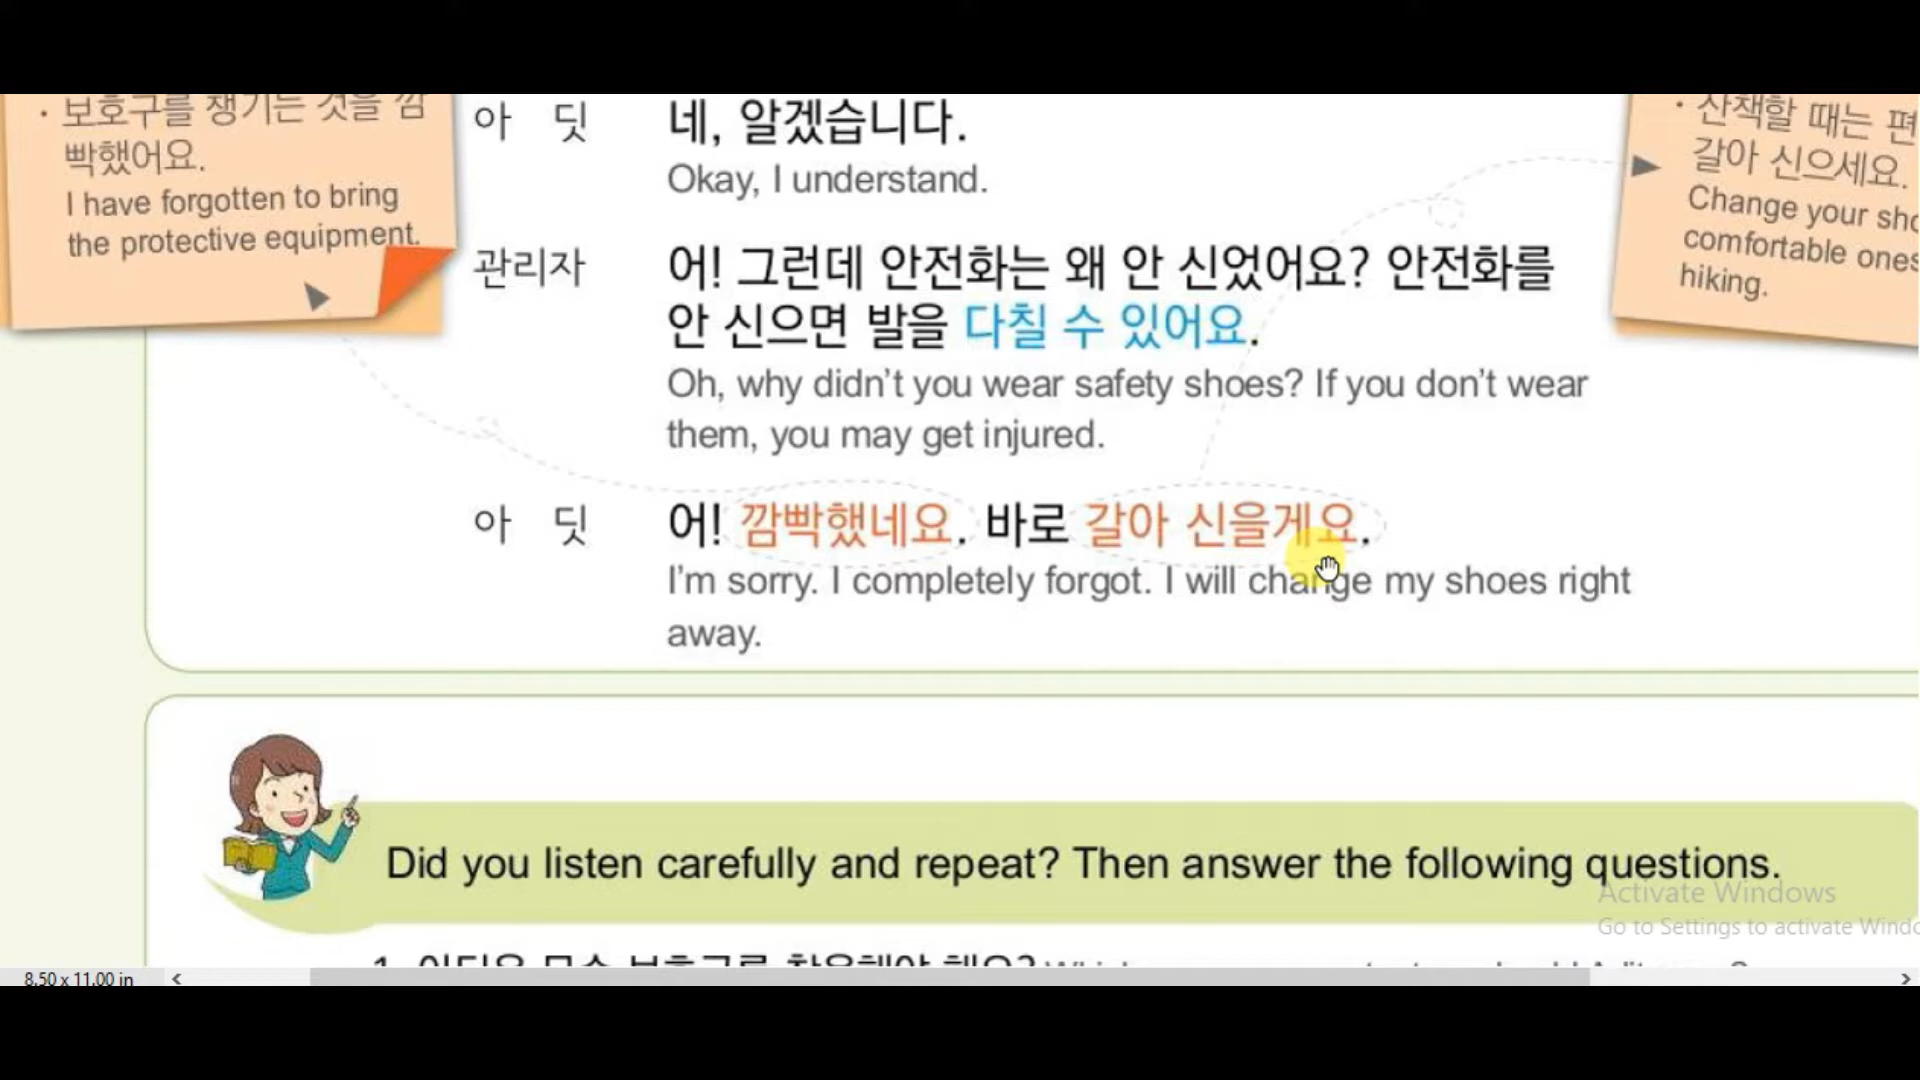 · 보호구를 챙기는 것을 깜
빡했어요.
I have forgotten to bring
the protective equipment.
아 딧 네, 알겠습니다.
Okay, I understand.
관리자 어! 그런데 안전화는 왜 안 신었어요? 안전화를
안 신으면 발을 다칠 수 있어요.
Oh, why didn't you wear safety shoes? If you don't wear
them, you may get injured.
아 딧 어! 깜빡했네요. 바로 갈아 신을게요.
I'm sorry. I completely forgot. I will change my shoes right
away.
· 산책할 때는 편
갈아 신으세요.
Change your sho
comfortable ones
hiking.
Did you listen carefully and repeat? Then answer the following questions.
Activate Windows
Go to Settings to activate Windo
8.50 x 11.00 in